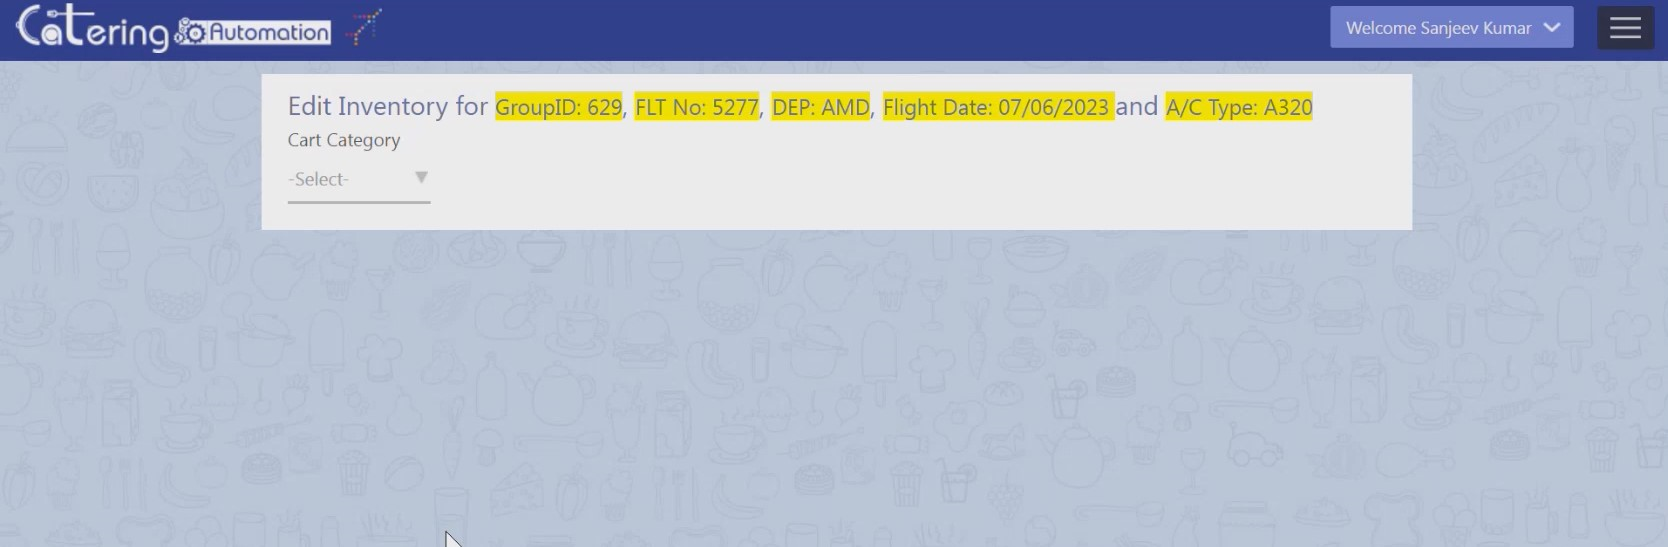 Catering Automation
Welcome Sanjeev Kumar
Edit Inventory for GroupID: 629, FLT No: 5277, DEP: AMD, Flight Date: 07/06/2023 and A/C Type: A320
Cart Category
-Select-